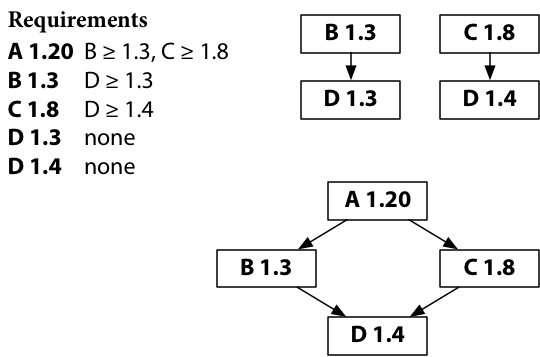 Requirements
A 1.20 B ≥ 1.3, C ≥ 1.8
B 1.3 D ≥ 1.3
C 1.8 D ≥ 1.4
D 1.3 none
D 1.4 none
B 1.3 C 1.8
D 1.3 D 1.4
A 1.20
B 1.3 C 1.8
D 1.4